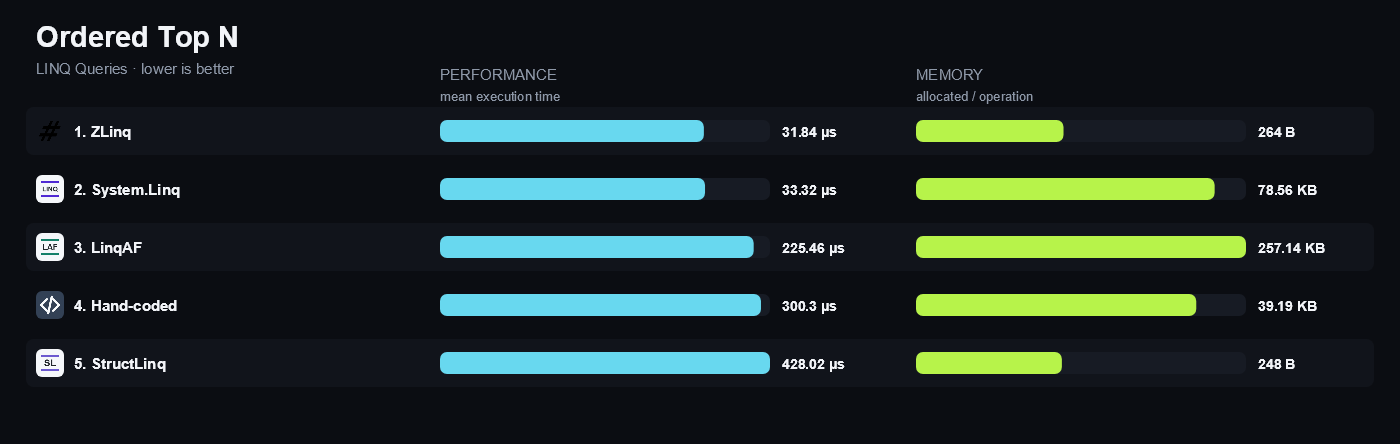 Ordered Top N
LINQ Queries · lower is better
PERFORMANCE
mean execution time
MEMORY
allocated / operation
# 1. ZLinq 31.84 µs 264 B
LINQ 2. System.Linq 33.32 µs 78.56 KB
LAF 3. LinqAF 225.46 µs 257.14 KB
</> 4. Hand-coded 300.3 µs 39.19 KB
SL 5. StructLinq 428.02 µs 248 B